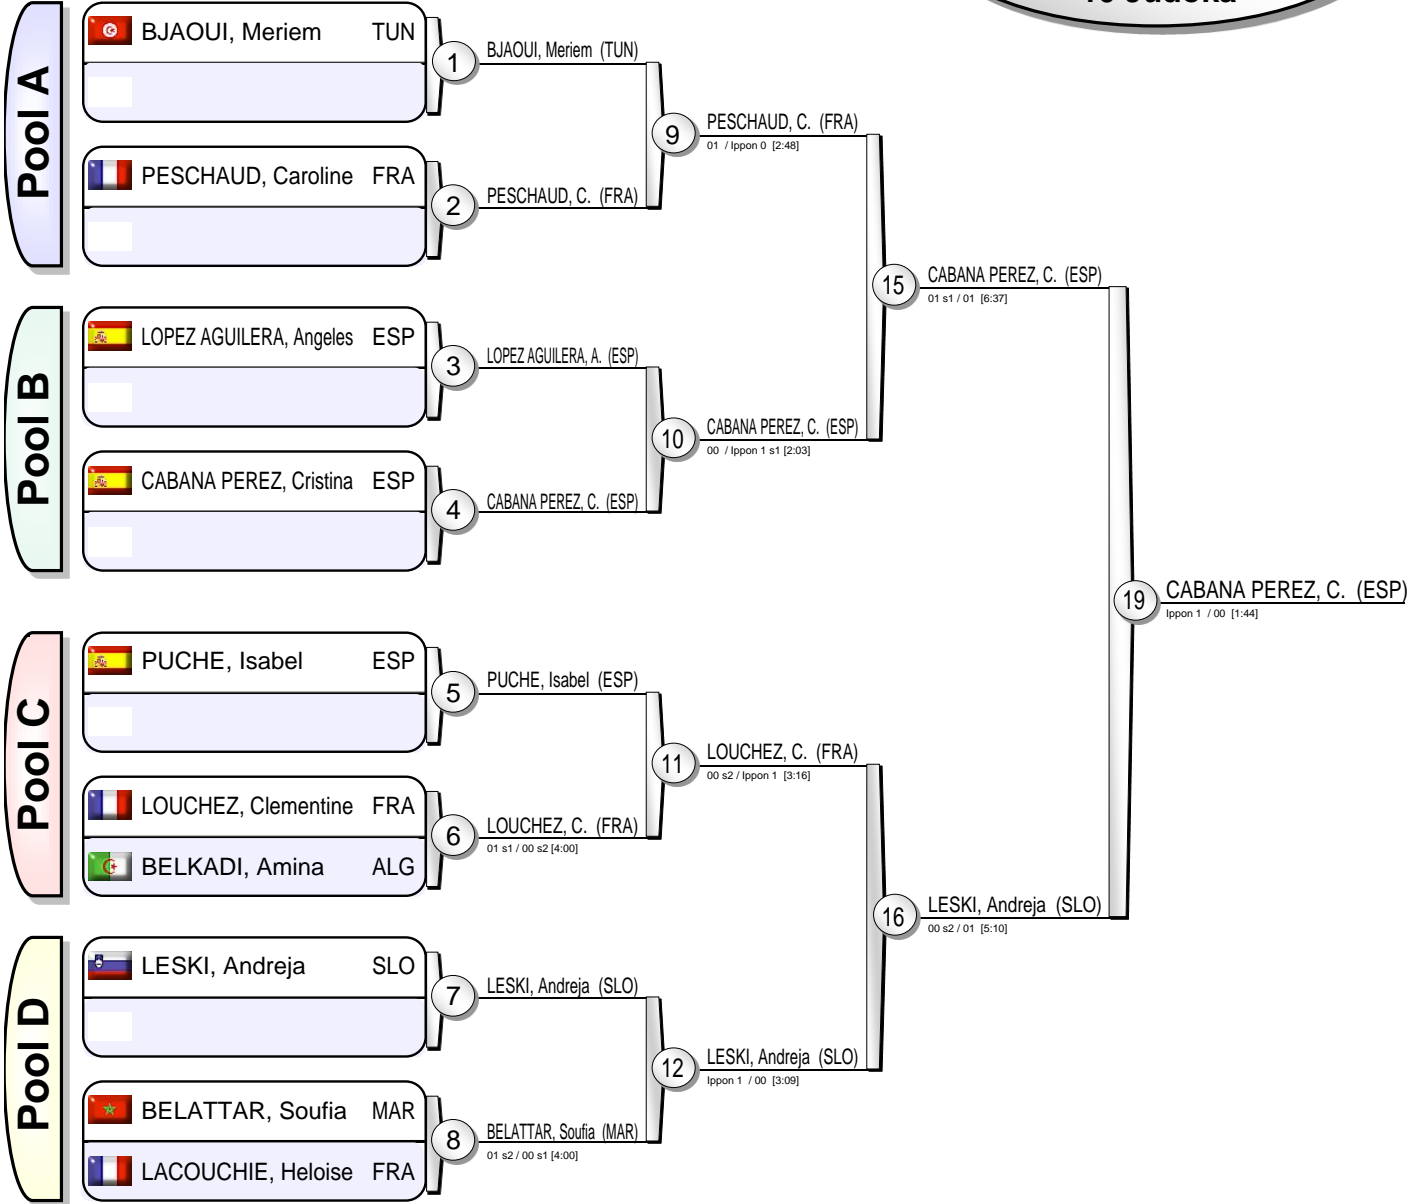 10 Judoka
Pool A
BJAOUI, Meriem TUN
PESCHAUD, Caroline FRA
Pool B
LOPEZ AGUILERA, Angeles ESP
CABANA PEREZ, Cristina ESP
Pool C
PUCHE, Isabel ESP
LOUCHEZ, Clementine FRA
BELKADI, Amina ALG
Pool D
LESKI, Andreja SLO
BELATTAR, Soufia MAR
LACOUCHIE, Heloise FRA
1
BJAOUI, Meriem (TUN)
2
PESCHAUD, C. (FRA)
3
LOPEZ AGUILERA, A. (ESP)
4
CABANA PEREZ, C. (ESP)
5
PUCHE, Isabel (ESP)
6
LOUCHEZ, C. (FRA)
01 s1 / 00 s2 [4:00]
7
LESKI, Andreja (SLO)
8
BELATTAR, Soufia (MAR)
01 s2 / 00 s1 [4:00]
9
PESCHAUD, C. (FRA)
01 / Ippon 0 [2:48]
10
CABANA PEREZ, C. (ESP)
00 / Ippon 1 s1 [2:03]
11
LOUCHEZ, C. (FRA)
00 s2 / Ippon 1 [3:16]
12
LESKI, Andreja (SLO)
Ippon 1 / 00 [3:09]
15
CABANA PEREZ, C. (ESP)
01 s1 / 01 [6:37]
16
LESKI, Andreja (SLO)
00 s2 / 01 [5:10]
19
CABANA PEREZ, C. (ESP)
Ippon 1 / 00 [1:44]